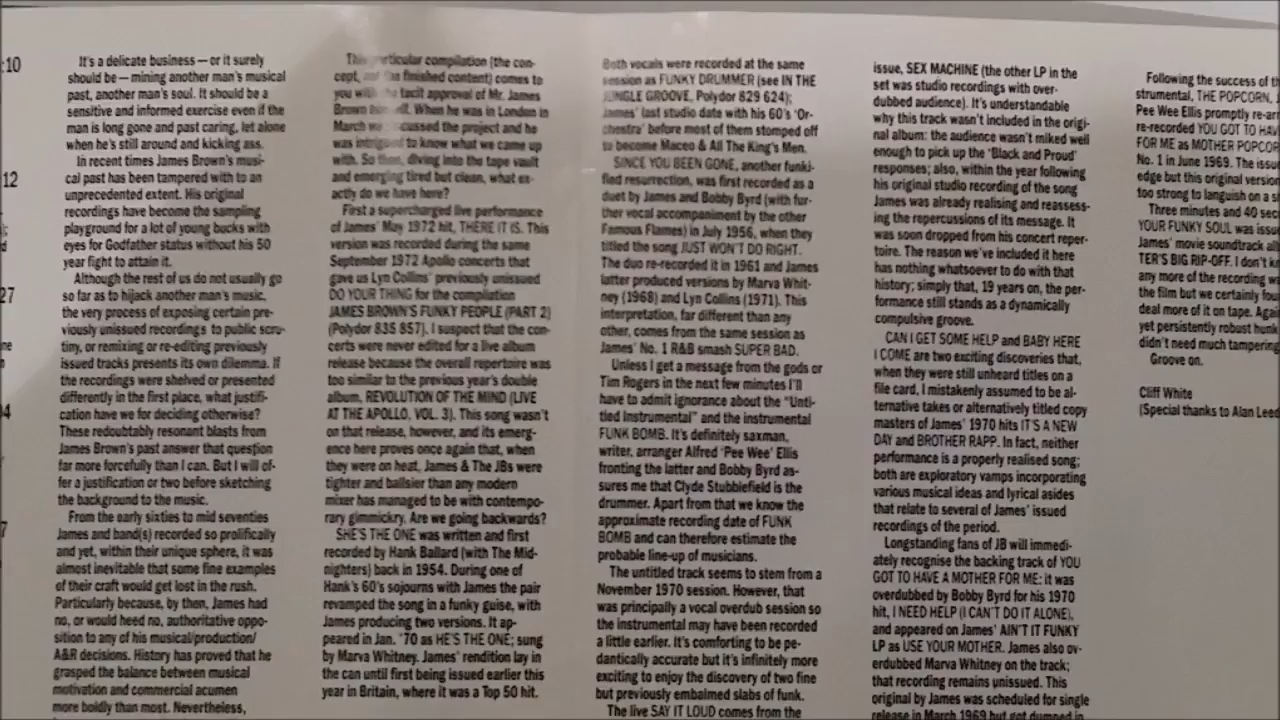 :10
12
27
ne
04
7
It's a delicate business — or it surely
should be — mining another man's musical
past, another man's soul. It should be a
sensitive and informed exercise even if the
man is long gone and past caring, let alone
when he's still around and kicking ass.
In recent times James Brown's musi-
cal past has been tampered with to an
unprecedented extent. His original
recordings have become the sampling
playground for a lot of young bucks with
eyes for Godfather status without his 50
year fight to attain it.
Although the rest of us do not usually go
so far as to hijack another man's music,
the very process of exposing certain pre-
viously unissued recordings to public scru-
tiny, or remixing or re-editing previously
issued tracks presents its own dilemma. If
the recordings were shelved or presented
differently in the first place, what justifi-
cation have we for deciding otherwise?
These redoubtably resonant blasts from
James Brown's past answer that question
far more forcefully than I can. But I will of-
fer a justification or two before sketching
the background to the music.
From the early sixties to mid seventies
James and band(s) recorded so prolifically
and yet, within their unique sphere, it was
almost inevitable that some fine examples
of their craft would get lost in the rush.
Particularly because, by then, James had
no, or would heed no, authoritative oppo-
sition to any of his musical/production/
A&R decisions. History has proved that he
grasped the balance between musical
motivation and commercial acumen
more boldly than most. Nevertheless,
This particular compilation (the con-
cept, not the finished content) comes to
you with the tacit approval of Mr. James
Brown himself. When he was in London in
March we discussed the project and he
was intrigued to know what we came up
with. So then, diving into the tape vault
and emerging tired but clean, what ex-
actly do we have here?
First a supercharged live performance
of James' May 1972 hit, THERE IT IS. This
version was recorded during the same
September 1972 Apollo concerts that
gave us Lyn Collins' previously unissued
DO YOUR THING for the compilation
JAMES BROWN'S FUNKY PEOPLE (PART 2)
(Polydor 835 857). I suspect that the con-
certs were never edited for a live album
release because the overall repertoire was
too similar to the previous year's double
album, REVOLUTION OF THE MIND (LIVE
AT THE APOLLO, VOL. 3). This song wasn't
on that release, however, and its emerg-
ence here proves once again that, when
they were on heat, James & The JBs were
tighter and ballsier than any modern
mixer has managed to be with contempo-
rary gimmickry. Are we going backwards?
SHE'S THE ONE was written and first
recorded by Hank Ballard (with The Mid-
nighters) back in 1954. During one of
Hank's 60's sojourns with James the pair
revamped the song in a funky guise, with
James producing two versions. It ap-
peared in Jan. '70 as HE'S THE ONE; sung
by Marva Whitney. James' rendition lay in
the can until first being issued earlier this
year in Britain, where it was a Top 50 hit.
Both vocals were recorded at the same
session as FUNKY DRUMMER (see IN THE
JUNGLE GROOVE, Polydor 829 624);
James' last studio date with his 60's 'Or-
chestra' before most of them stomped off
to become Maceo & All The King's Men.
SINCE YOU BEEN GONE, another funki-
fied resurrection, was first recorded as a
duet by James and Bobby Byrd (with fur-
ther vocal accompaniment by the other
Famous Flames) in July 1956, when they
titled the song JUST WON'T DO RIGHT.
The duo re-recorded it in 1961 and James
latter produced versions by Marva Whit-
ney (1968) and Lyn Collins (1971). This
interpretation, far different than any
other, comes from the same session as
James' No. 1 R&B smash SUPER BAD.
Unless I get a message from the gods or
Tim Rogers in the next few minutes I'll
have to admit ignorance about the "Unti-
tled Instrumental" and the instrumental
FUNK BOMB. It's definitely saxman,
writer, arranger Alfred 'Pee Wee' Ellis
fronting the latter and Bobby Byrd as-
sures me that Clyde Stubblefield is the
drummer. Apart from that we know the
approximate recording date of FUNK
BOMB and can therefore estimate the
probable line-up of musicians.
The untitled track seems to stem from a
November 1970 session. However, that
was principally a vocal overdub session so
the instrumental may have been recorded
a little earlier. It's comforting to be pe-
dantically accurate but it's infinitely more
exciting to enjoy the discovery of two fine
but previously embalmed slabs of funk.
The live SAY IT LOUD comes from the
issue, SEX MACHINE (the other LP in the
set was studio recordings with over-
dubbed audience). It's understandable
why this track wasn't included in the origi-
nal album: the audience wasn't miked well
enough to pick up the 'Black and Proud'
responses; also, within the year following
his original studio recording of the song
James was already realising and reassess-
ing the repercussions of its message. It
was soon dropped from his concert reper-
toire. The reason we've included it here
has nothing whatsoever to do with that
history; simply that, 19 years on, the per-
formance still stands as a dynamically
compulsive groove.
CAN I GET SOME HELP and BABY HERE
I COME are two exciting discoveries that,
when they were still unheard titles on a
file card, I mistakenly assumed to be al-
ternative takes or alternatively titled copy
masters of James' 1970 hits IT'S A NEW
DAY and BROTHER RAPP. In fact, neither
performance is a properly realised song;
both are exploratory vamps incorporating
various musical ideas and lyrical asides
that relate to several of James' issued
recordings of the period.
Longstanding fans of JB will immedi-
ately recognise the backing track of YOU
GOT TO HAVE A MOTHER FOR ME; it was
overdubbed by Bobby Byrd for his 1970
hit, I NEED HELP (I CAN'T DO IT ALONE),
and appeared on James' AIN'T IT FUNKY
LP as USE YOUR MOTHER. James also ov-
erdubbed Marva Whitney on the track;
that recording remains unissued. This
original by James was scheduled for single
release in March 1969 but got dumped in
Following the success of th
strumental, THE POPCORN,
Pee Wee Ellis promptly re-arr
re-recorded YOU GOT TO HAV
FOR ME as MOTHER POPCOR
No. 1 in June 1969. The issue
edge but this original version
too strong to languish on a s
Three minutes and 40 sec
YOUR FUNKY SOUL was issu
James' movie soundtrack alb
TER'S BIG RIP-OFF. I don't kn
any more of the recording w
the film but we certainly fou
deal more of it on tape. Agai
yet persistently robust hunk
didn't need much tampering
Groove on.
Cliff White
(Special thanks to Alan Leed